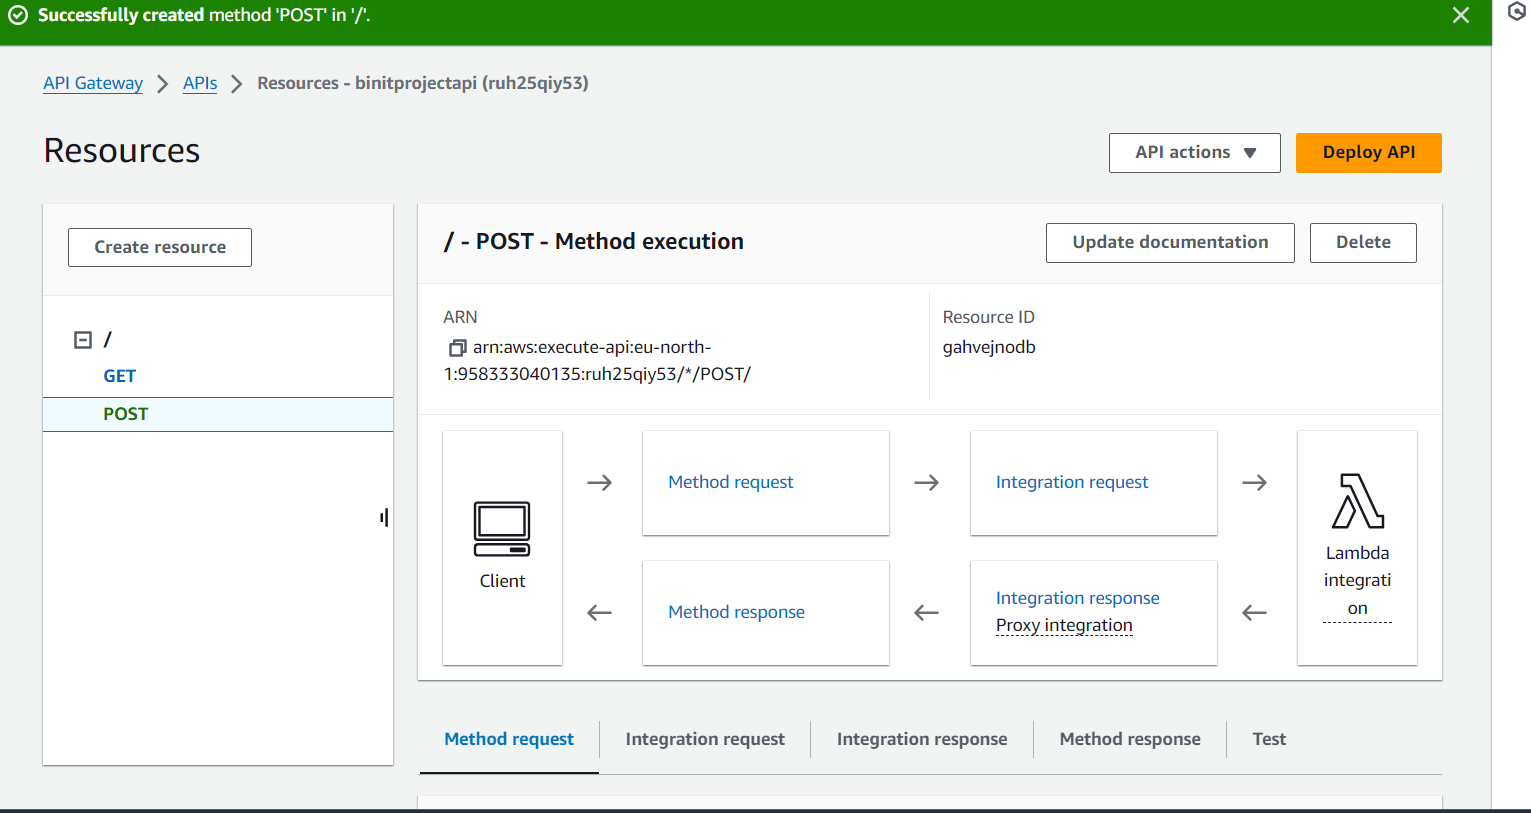 Successfully created method 'POST' in '/'.
API Gateway
APIs
Resources - binitprojectapi (ruh25qiy53)
Resources
API actions
Deploy API
Create resource
/
GET
POST
/ - POST - Method execution
Update documentation
Delete
ARN
arn:aws:execute-api:eu-north-
1:958333040135:ruh25qiy53/*/POST/
Resource ID
gahvejnodb
Client
Method request
Integration request
Lambda
integrati
on
Method response
Integration response
Proxy integration
Method request
Integration request
Integration response
Method response
Test